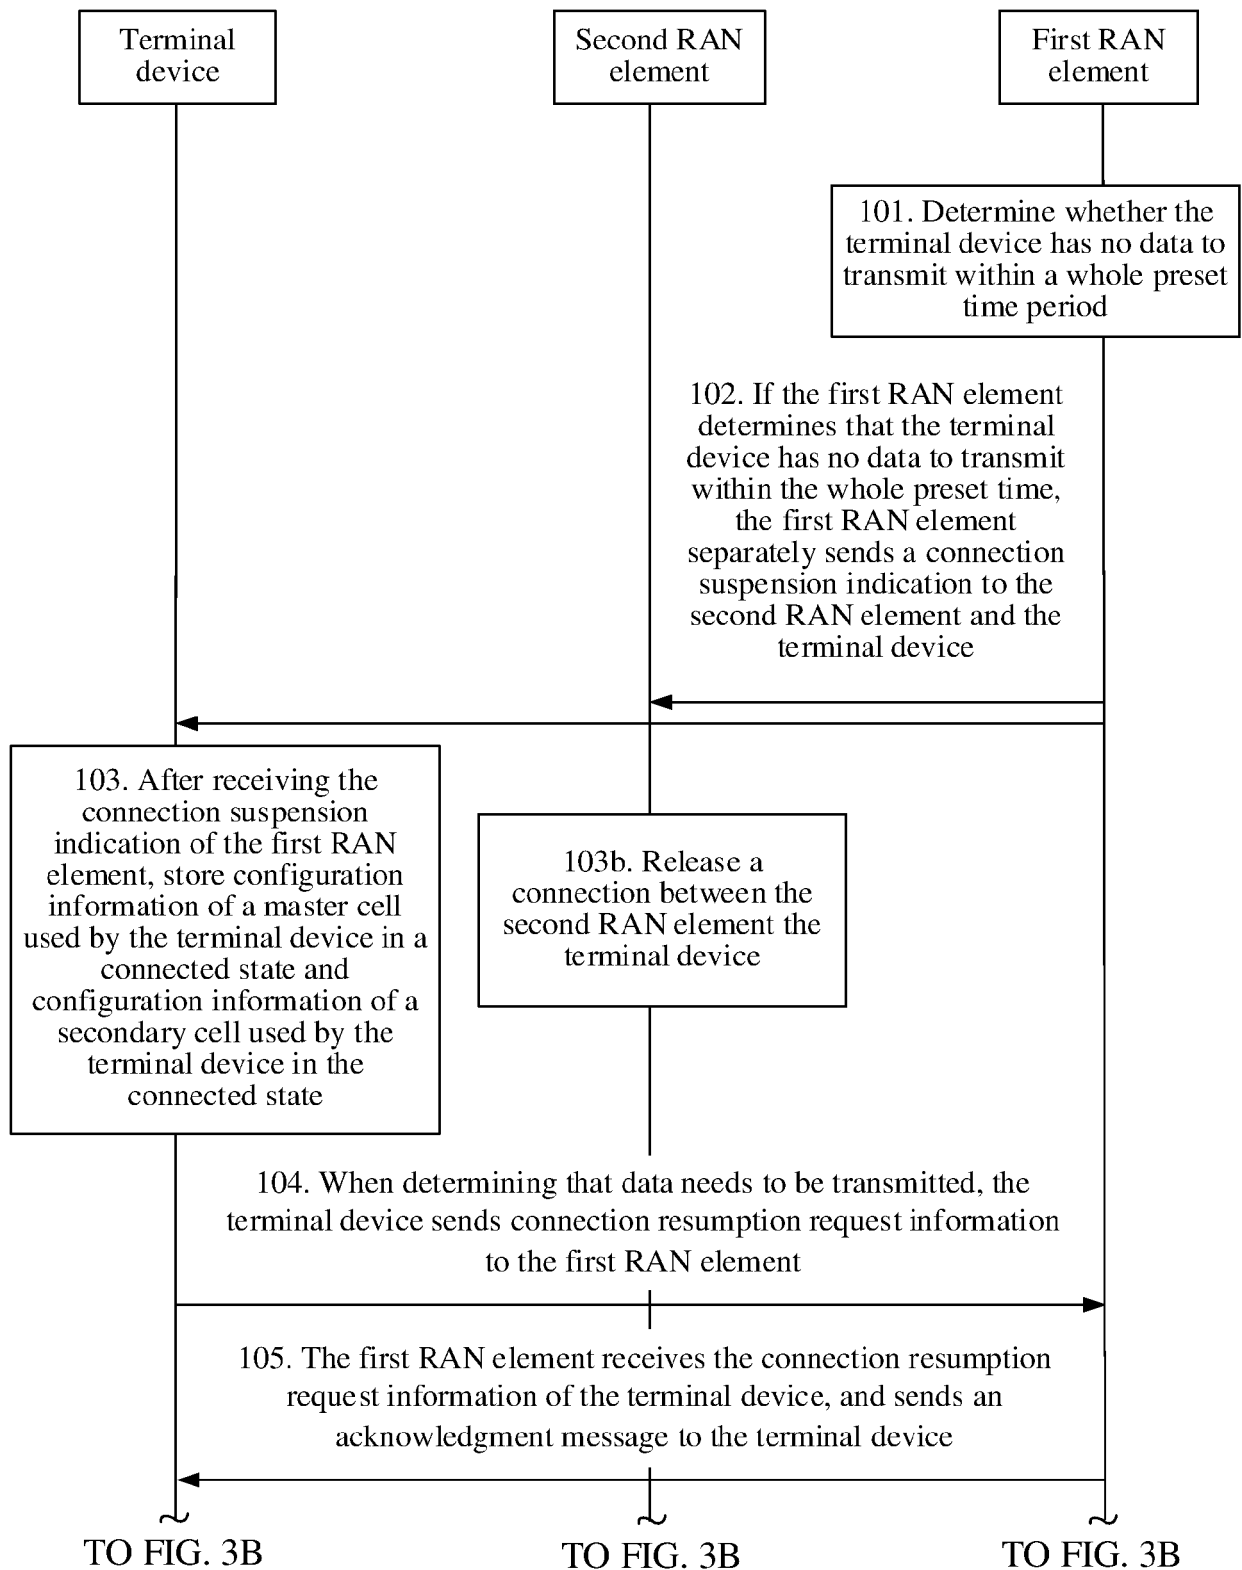 Terminal
device
Second RAN
element
First RAN
element
101. Determine whether the
terminal device has no data to
transmit within a whole preset
time period
102. If the first RAN element
determines that the terminal
device has no data to transmit
within the whole preset time,
the first RAN element
separately sends a connection
suspension indication to the
second RAN element and the
terminal device
103. After receiving the
connection suspension
indication of the first RAN
element, store configuration
information of a master cell
used by the terminal device in a
connected state and
configuration information of a
secondary cell used by the
terminal device in the
connected state
103b. Release a
connection between the
second RAN element the
terminal device
104. When determining that data needs to be transmitted, the
terminal device sends connection resumption request information
to the first RAN element
105. The first RAN element receives the connection resumption
request information of the terminal device, and sends an
acknowledgment message to the terminal device
TO FIG. 3B
TO FIG. 3B
TO FIG. 3B